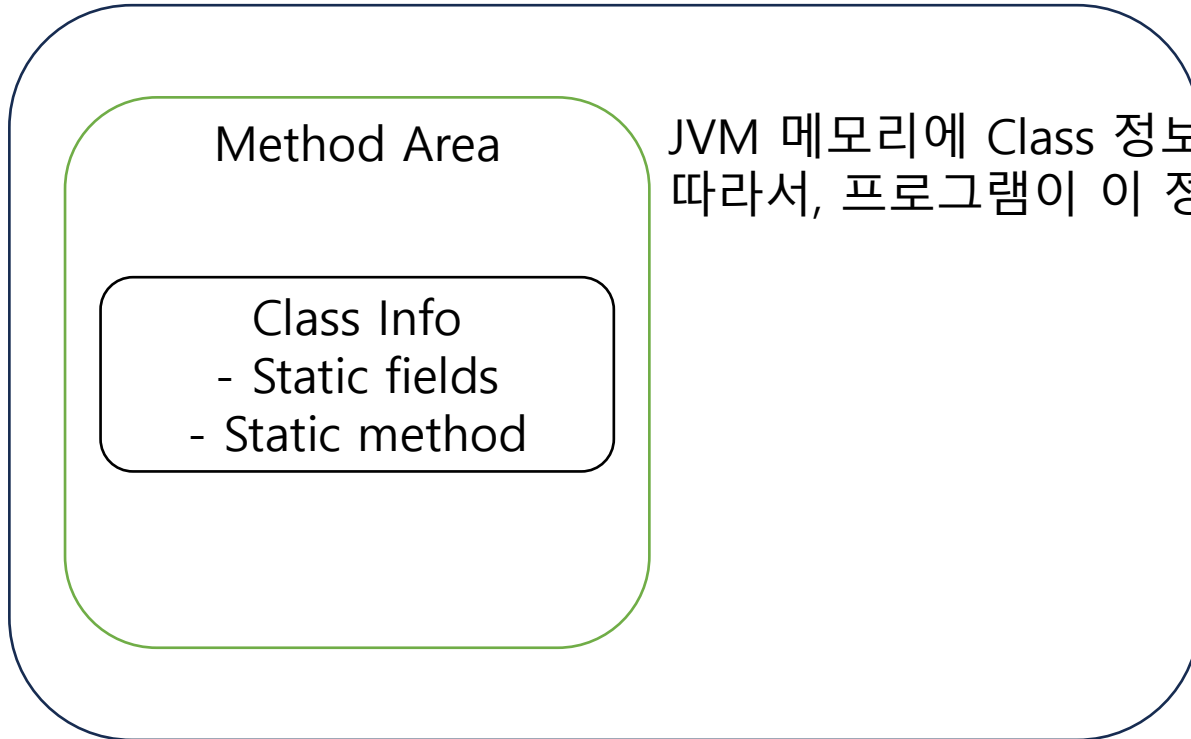 Method Area
JVM 메모리에 Class 정보
따라서, 프로그램이 이
Class Info
- Static fields
- Static method